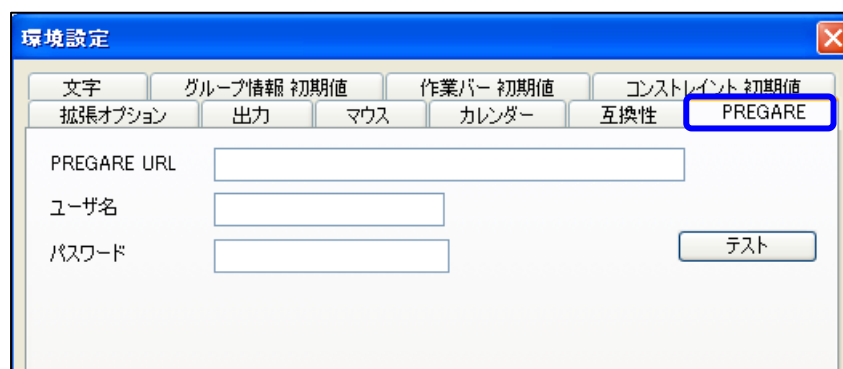 環境設定
文字 グループ情報 初期値 作業バー 初期値 コンストレイント 初期値
拡張オプション 出力 マウス カレンダー 互換性 PREGARE
PREGARE URL
ユーザ名
パスワード テスト